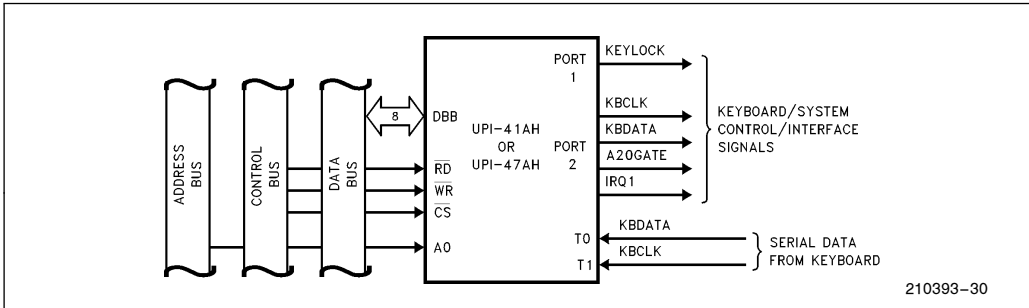 ADDRESS
BUS
CONTROL
BUS
DATA
BUS
8
DBB
RD
WR
CS
A0
UPI-41AH
OR
UPI-47AH
PORT
1
PORT
2
T0
T1
KEYLOCK
KBCLK
KBDATA
A20GATE
IRQ1
KEYBOARD/SYSTEM
CONTROL/INTERFACE
SIGNALS
KBDATA
KBCLK
SERIAL DATA
FROM KEYBOARD
210393–30